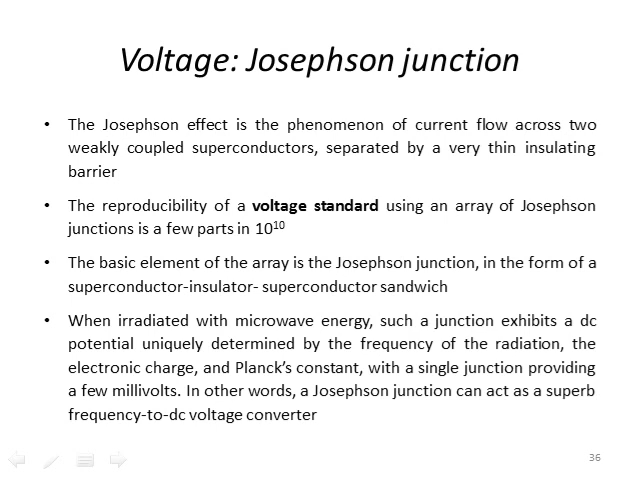 Voltage: Josephson junction
• The Josephson effect is the phenomenon of current flow across two
weakly coupled superconductors, separated by a very thin insulating
barrier
• The reproducibility of a voltage standard using an array of Josephson
junctions is a few parts in 10¹⁰
• The basic element of the array is the Josephson junction, in the form of a
superconductor-insulator- superconductor sandwich
• When irradiated with microwave energy, such a junction exhibits a dc
potential uniquely determined by the frequency of the radiation, the
electronic charge, and Planck’s constant, with a single junction providing
a few millivolts. In other words, a Josephson junction can act as a superb
frequency-to-dc voltage converter
36